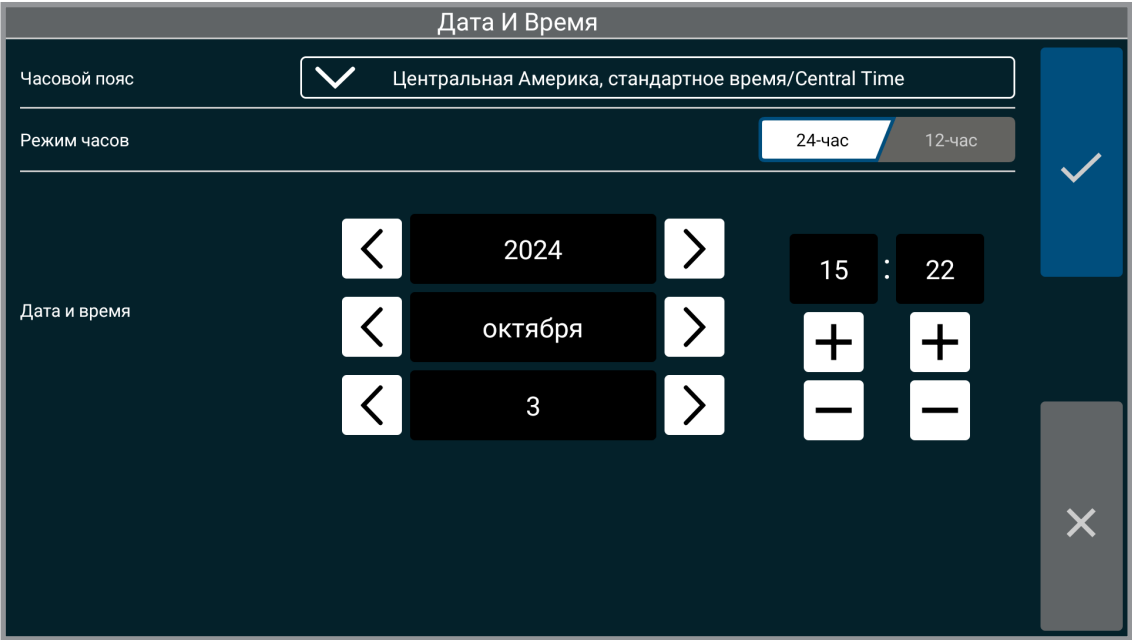 Дата И Время
Часовой пояс
Центральная Америка, стандартное время/Central Time
Режим часов
24-час 12-час
Дата и время
2024
октября
3
15 : 22